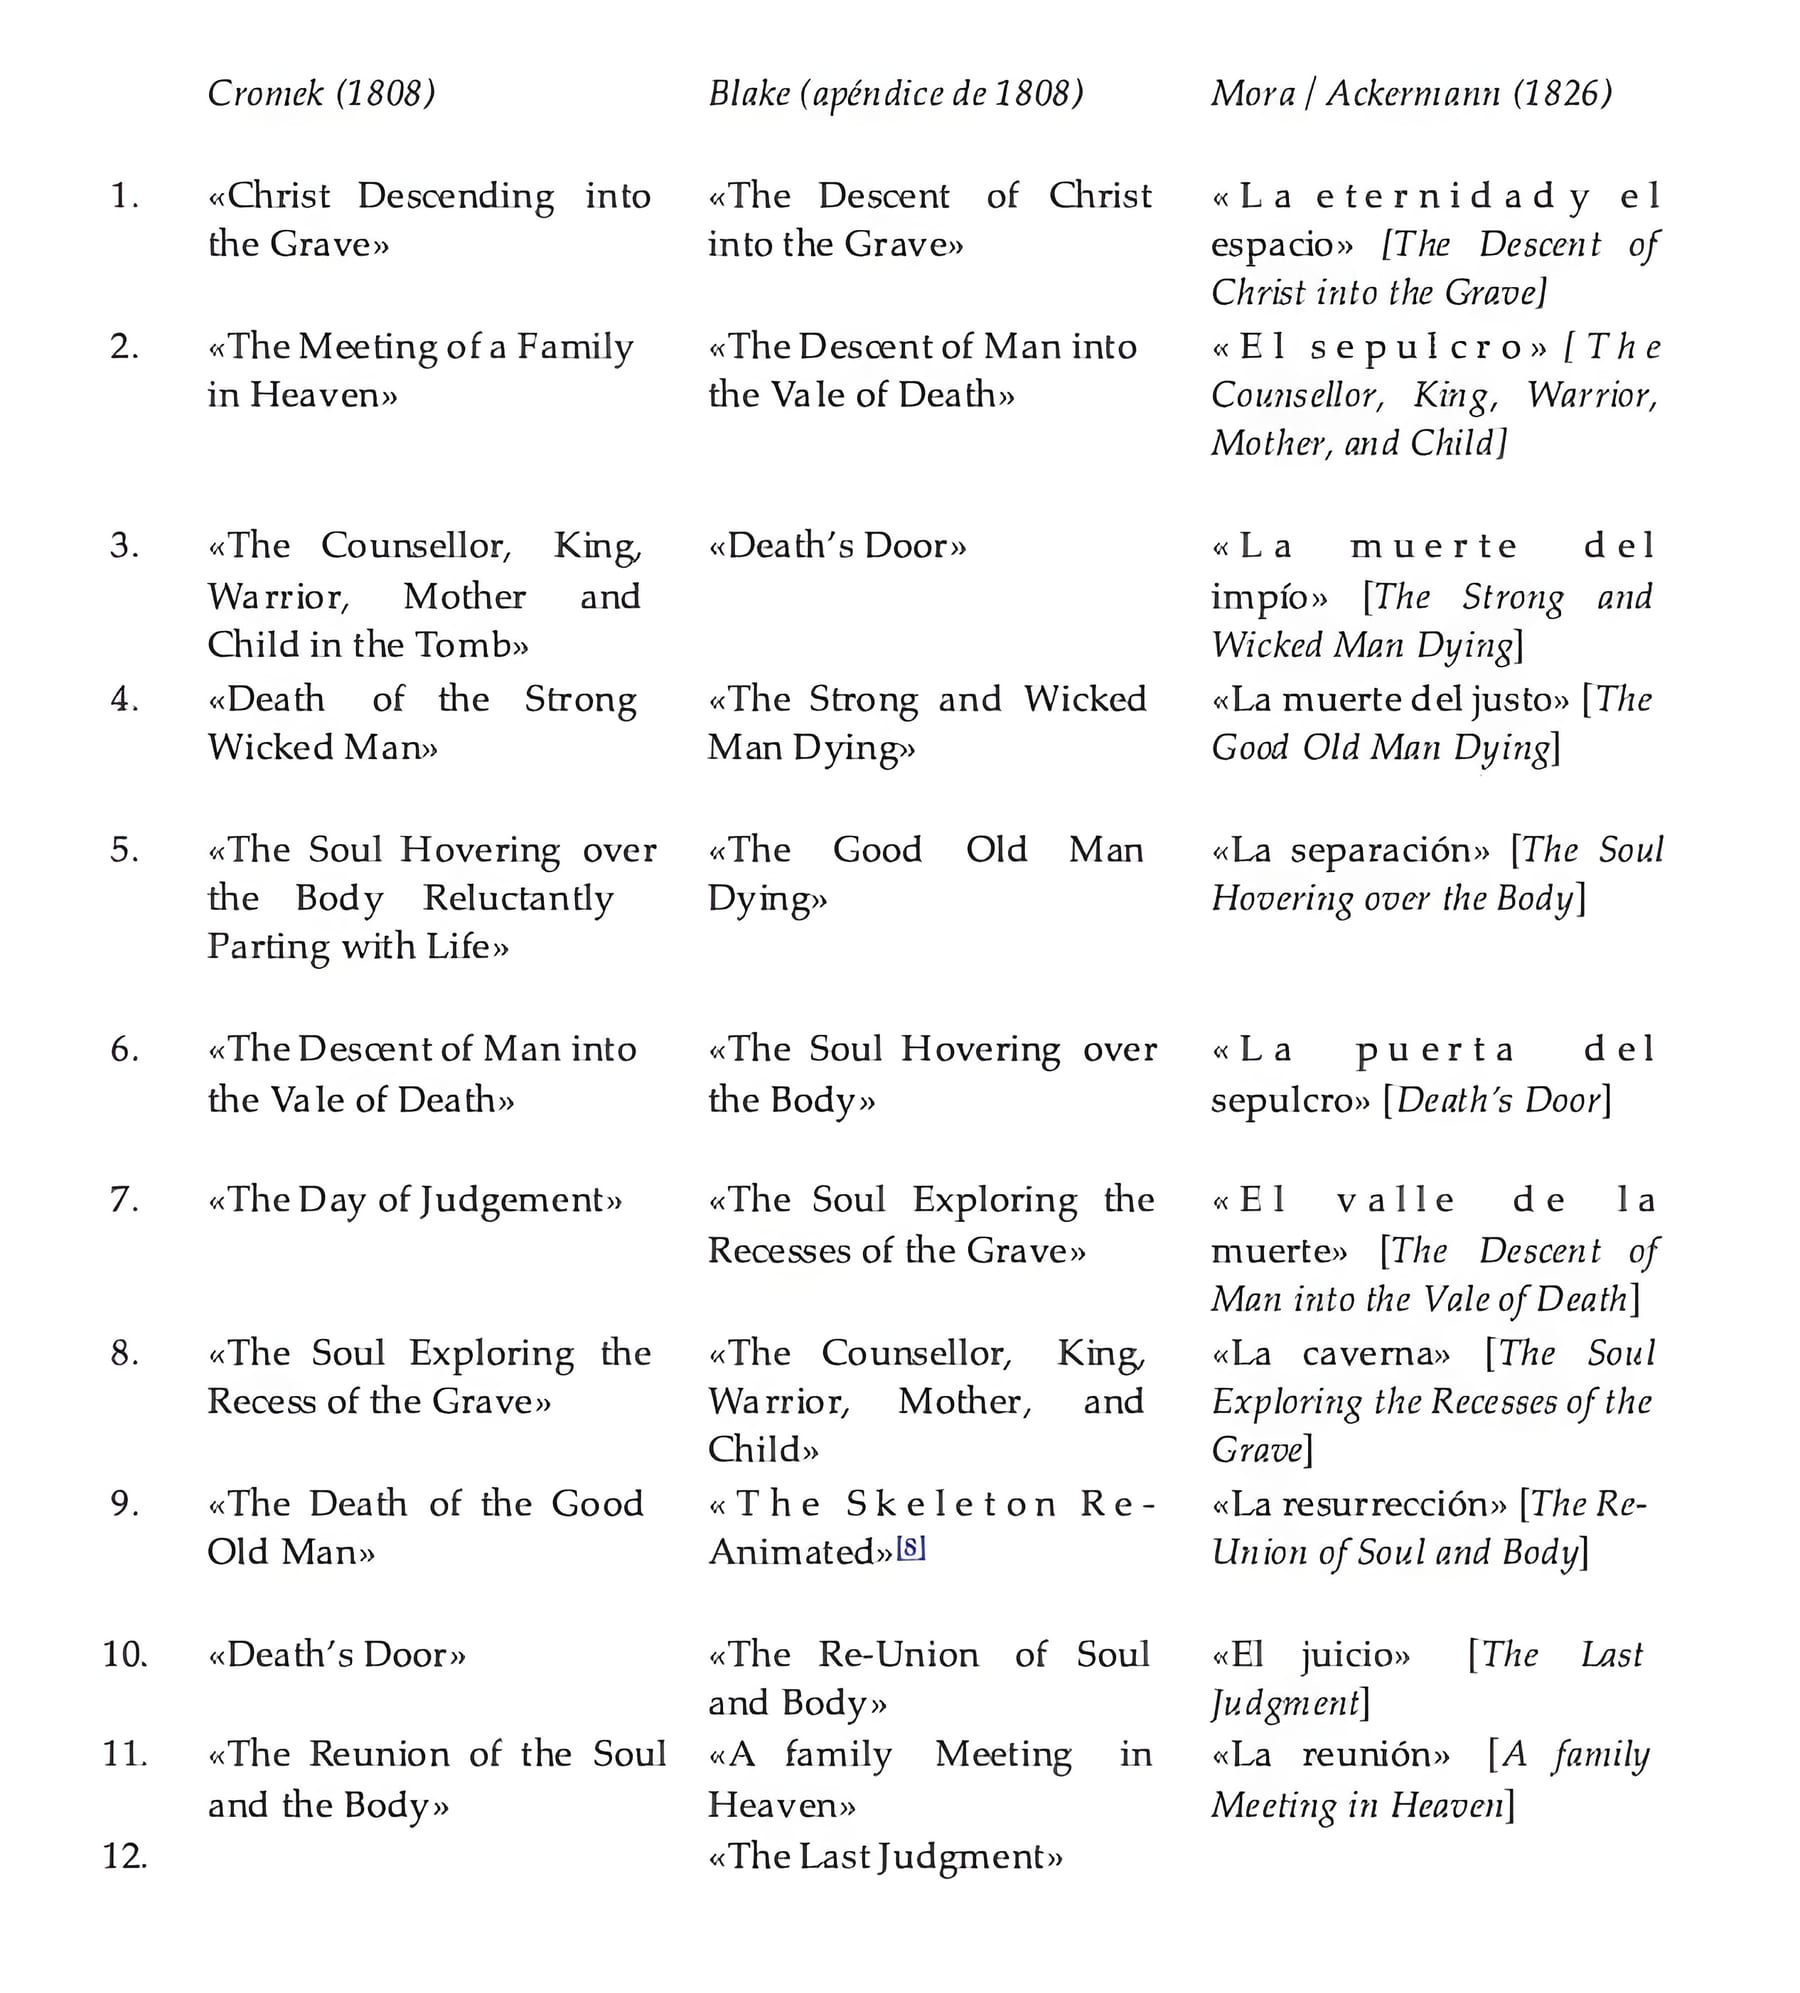 Cromek (1808) Blake (apéndice de 1808) Mora / Ackermann (1826)
1. «Christ Descending into «The Descent of Christ «La eternidad y el
the Grave» into the Grave» espacio» [The Descent of
Christ into the Grave]
2. «The Meeting of a Family «The Descent of Man into «El sepulcro» [The
in Heaven» the Vale of Death» Counsellor, King, Warrior,
Mother, and Child]
3. «The Counsellor, King, «Death's Door» «La muerte del
Warrior, Mother and impío» [The Strong and
Child in the Tomb» Wicked Man Dying]
4. «Death of the Strong «The Strong and Wicked «La muerte del justo» [The
Wicked Man» Man Dying» Good Old Man Dying]
5. «The Soul Hovering over «The Good Old Man «La separación» [The Soul
the Body Reluctantly Dying» Hovering over the Body]
Parting with Life»
6. «The Descent of Man into «The Soul Hovering over «La puerta del
the Vale of Death» the Body» sepulcro» [Death's Door]
7. «The Day of Judgement» «The Soul Exploring the «El valle de la
Recesses of the Grave» muerte» [The Descent of
Man into the Vale of Death]
8. «The Soul Exploring the «The Counsellor, King, «La caverna» [The Soul
Recess of the Grave» Warrior, Mother, and Exploring the Recesses of the
Child» Grave]
9. «The Death of the Good «The Skeleton Re- «La resurrección» [The Re-
Old Man» Animated»[8] Union of Soul and Body]
10. «Death's Door» «The Re-Union of Soul «El juicio» [The Last
and Body» Judgment]
11. «The Reunion of the Soul «A family Meeting in «La reunión» [A family
and the Body» Heaven» Meeting in Heaven]
12. «The Last Judgment»